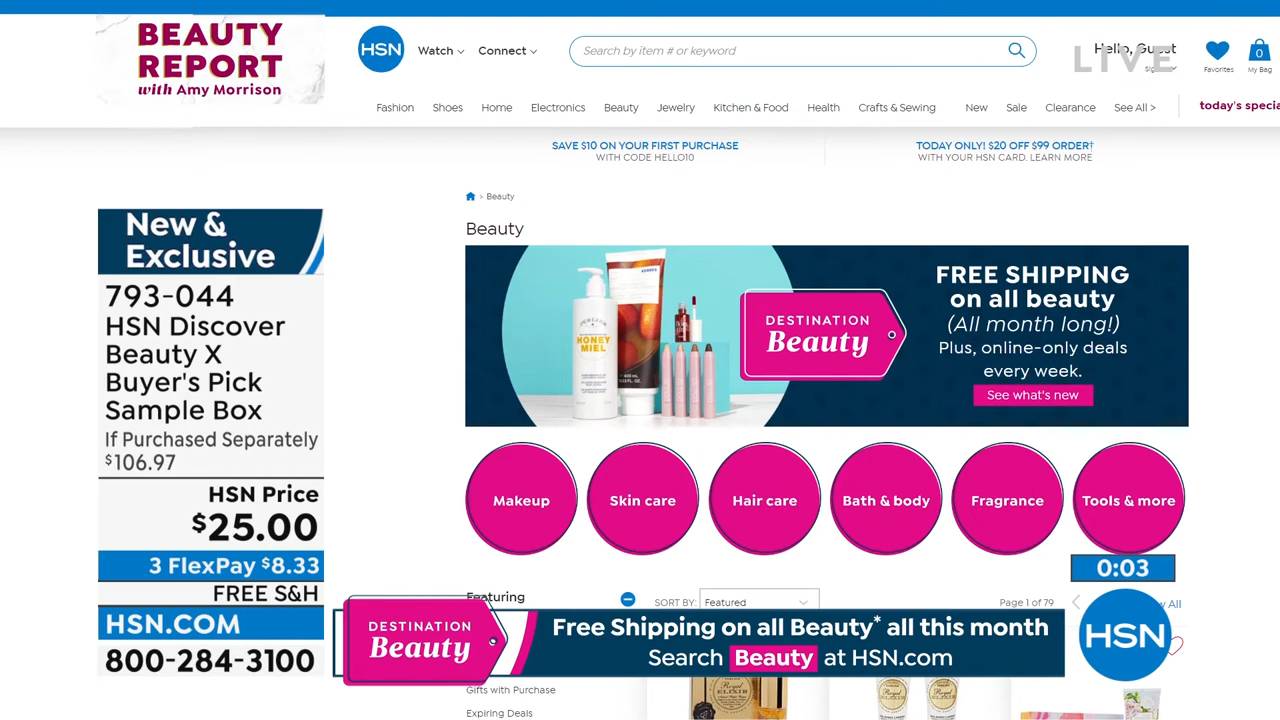 BEAUTY
REPORT
with Amy Morrison
HSN
Watch
Connect
Search by item # or keyword
Hello, Guest
LIVE
Favorites
0
My Bag
Fashion
Shoes
Home
Electronics
Beauty
Jewelry
Kitchen & Food
Health
Crafts & Sewing
New
Sale
Clearance
See All >
today's specia
SAVE $10 ON YOUR FIRST PURCHASE
WITH CODE HELLO10
TODAY ONLY! $20 OFF $99 ORDER†
WITH YOUR HSN CARD. LEARN MORE
> Beauty
Beauty
New &
Exclusive
793-044
HSN Discover
Beauty X
Buyer's Pick
Sample Box
If Purchased Separately
$106.97
HSN Price
$25.00
3 FlexPay $8.33
FREE S&H
HSN.COM
800-284-3100
KORRES
PERLIER
HONEY
MIEL
DESTINATION
Beauty
FREE SHIPPING
on all beauty
(All month long!)
Plus, online-only deals
every week.
See what's new
Makeup
Skin care
Hair care
Bath & body
Fragrance
Tools & more
0:03
Featuring
SORT BY:
Featured
Page 1 of 79
All
DESTINATION
Beauty
Free Shipping on all Beauty* all this month
Search Beauty at HSN.com
HSN
Gifts with Purchase
Expiring Deals
Royal
ELIXIR
Royal
ELIXIR